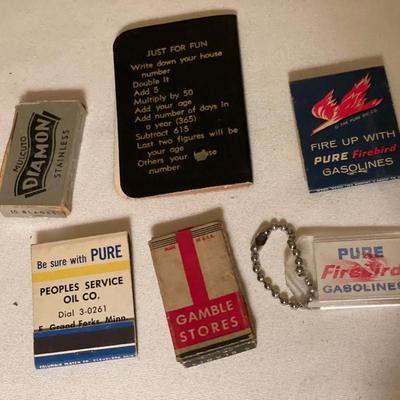 JUST FOR FUN
Write down your house
number
Double it
Add 5
Multiply by 50
Add your age
Add number of days in
a year (365)
Subtract 615
Last two figures will be
your age
Others your house
number
MULCUTO
DIAMON
STAINLESS
10 BLADES
FIRE UP WITH
PURE Firebird
GASOLINES
Be sure with PURE
PEOPLES SERVICE
OIL CO.
Dial 3-0261
E. Grand Forks, Minn.
GAMBLE
STORES
PURE
Firebird
GASOLINES